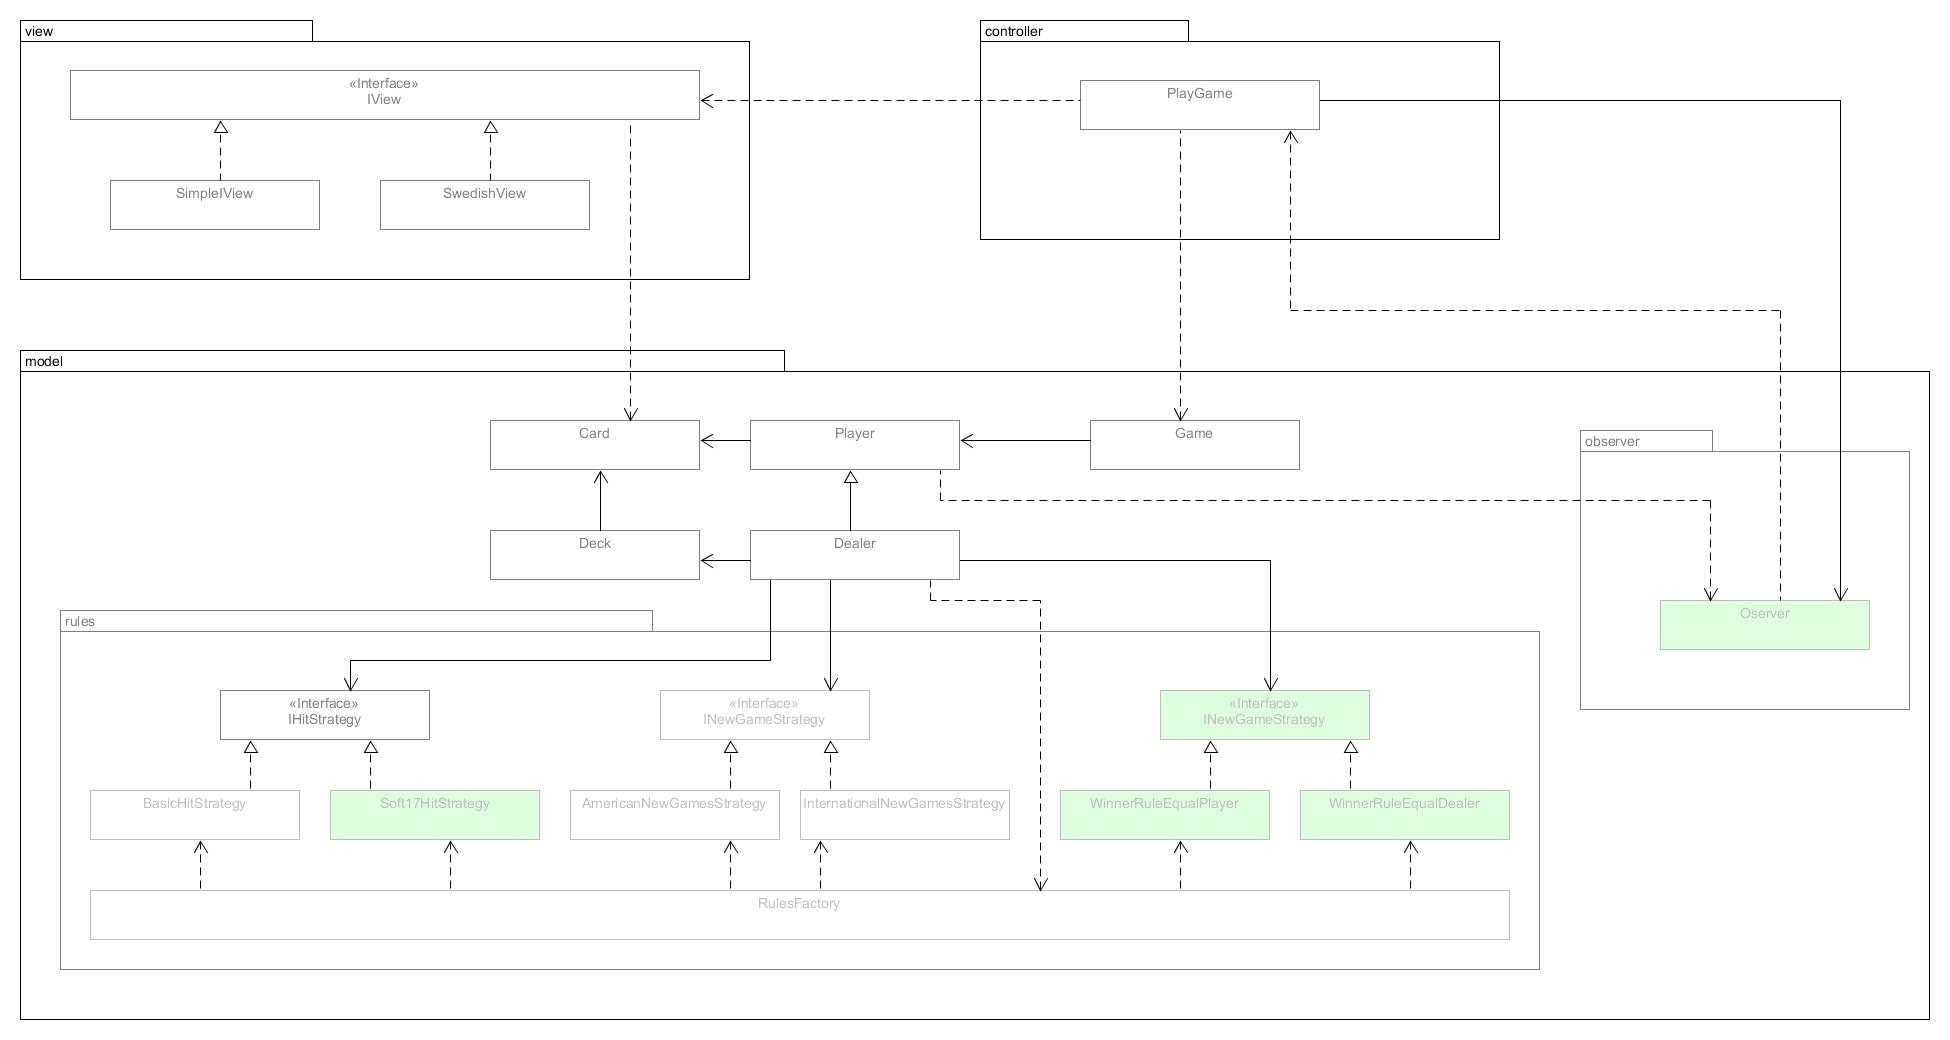 view
controller
«Interface»
IView
PlayGame
SimpleIView
SwedishView
model
Card
Player
Game
observer
Deck
Dealer
Oserver
rules
«Interface»
IHitStrategy
«Interface»
INewGameStrategy
«Interface»
INewGameStrategy
BasicHitStrategy
Soft17HitStrategy
AmericanNewGamesStrategy
InternationalNewGamesStrategy
WinnerRuleEqualPlayer
WinnerRuleEqualDealer
RulesFactory